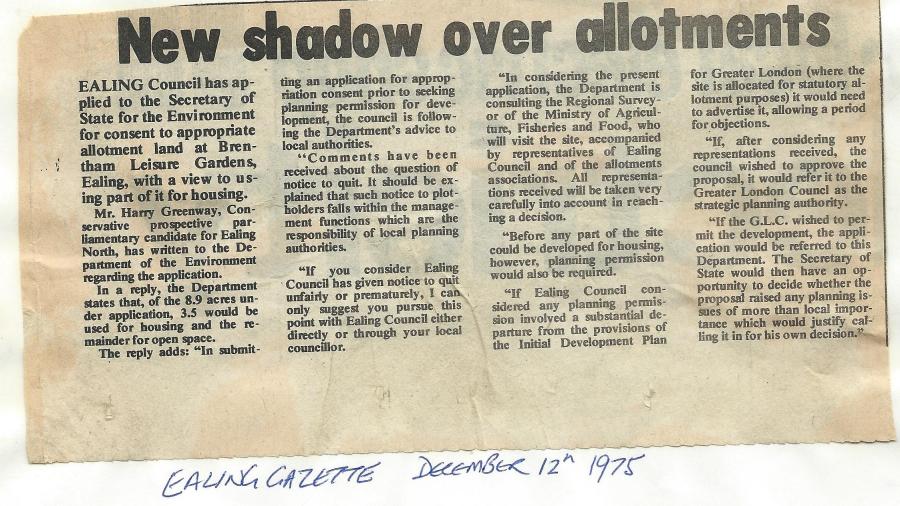 New shadow over allotments
EALING Council has ap-
plied to the Secretary of
State for the Environment
for consent to appropriate
allotment land at Bren-
tham Leisure Gardens,
Ealing, with a view to us-
ing part of it for housing.
Mr. Harry Greenway, Con-
servative prospective par-
liamentary candidate for Ealing
North, has written to the De-
partment of the Environment
regarding the application.
In a reply, the Department
states that, of the 8.9 acres un-
der application, 3.5 would be
used for housing and the re-
mainder for open space.
The reply adds: "In submit-
ting an application for approp-
riation consent prior to seeking
planning permission for deve-
lopment, the council is follow-
ing the Department's advice to
local authorities.
"Comments have been
received about the question of
notice to quit. It should be ex-
plained that such notice to plot-
holders falls within the manage-
ment functions which are the
responsibility of local planning
authorities.
"If you consider Ealing
Council has given notice to quit
unfairly or prematurely, I can
only suggest you pursue this
point with Ealing Council either
directly or through your local
councillor.
"In considering the present
application, the Department is
consulting the Regional Survey-
or of the Ministry of Agricul-
ture, Fisheries and Food, who
will visit the site, accompanied
by representatives of Ealing
Council and of the allotments
associations. All representa-
tions received will be taken very
carefully into account in reach-
ing a decision.
"Before any part of the site
could be developed for housing,
however, planning permission
would also be required.
"If Ealing Council con-
sidered any planning permis-
sion involved a substantial de-
parture from the provisions of
the Initial Development Plan
for Greater London (where the
site is allocated for statutory al-
lotment purposes) it would need
to advertise it, allowing a period
for objections.
"If, after considering any
representations received, the
council wished to approve the
proposal, it would refer it to the
Greater London Councl as the
strategic planning authority.
"If the G.L.C. wished to per-
mit the development, the appli-
cation would be referred to this
Department. The Secretary of
State would then have an op-
portunity to decide whether the
proposal raised any planning is-
sues of more than local impor-
tance which would justify cal-
ling it in for his own decision."
EALING GAZETTE DECEMBER 12th 1975